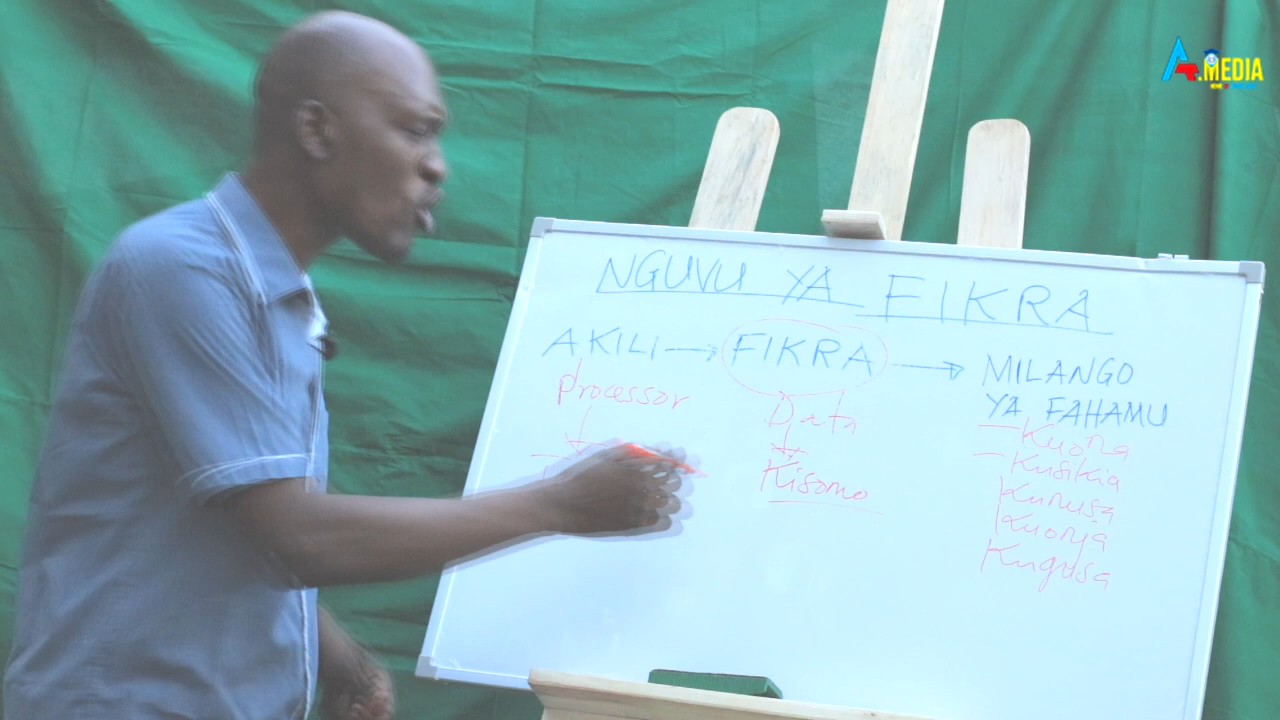 A.MEDIA
NGUVU YA FIKRA
AKILI → FIKRA → MILANGO
YA FAHAMU
processor
Data
Kisomo
- Kuona
- Kusikia
Kunusa
Kuonja
Kugusa